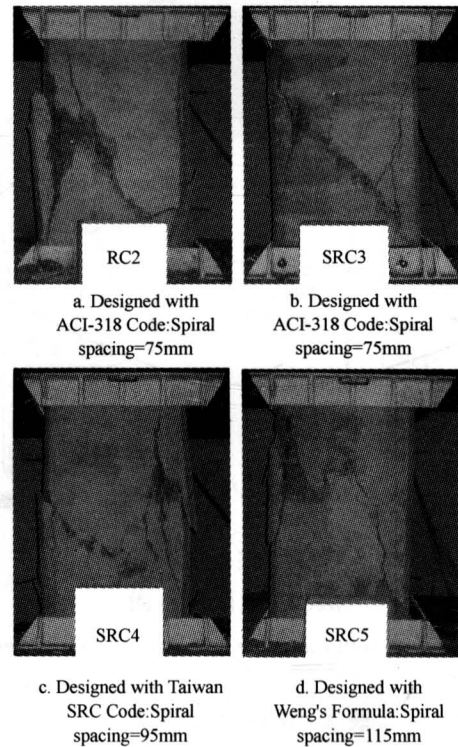 RC2
SRC3
a. Designed with
ACI-318 Code:Spiral
spacing=75mm
b. Designed with
ACI-318 Code:Spiral
spacing=75mm
SRC4
SRC5
c. Designed with Taiwan
SRC Code:Spiral
spacing=95mm
d. Designed with
Weng's Formula:Spiral
spacing=115mm